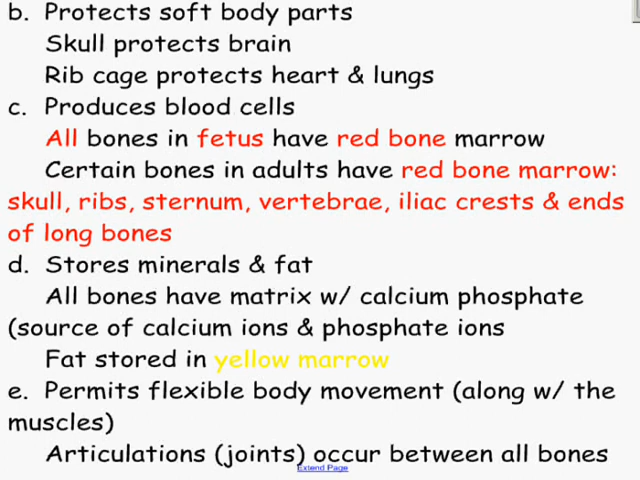 b. Protects soft body parts
Skull protects brain
Rib cage protects heart & lungs
c. Produces blood cells
All bones in fetus have red bone marrow
Certain bones in adults have red bone marrow:
skull, ribs, sternum, vertebrae, iliac crests & ends
of long bones
d. Stores minerals & fat
All bones have matrix w/ calcium phosphate
(source of calcium ions & phosphate ions
Fat stored in yellow marrow
e. Permits flexible body movement (along w/ the
muscles)
Articulations (joints) occur between all bones
Extend Page